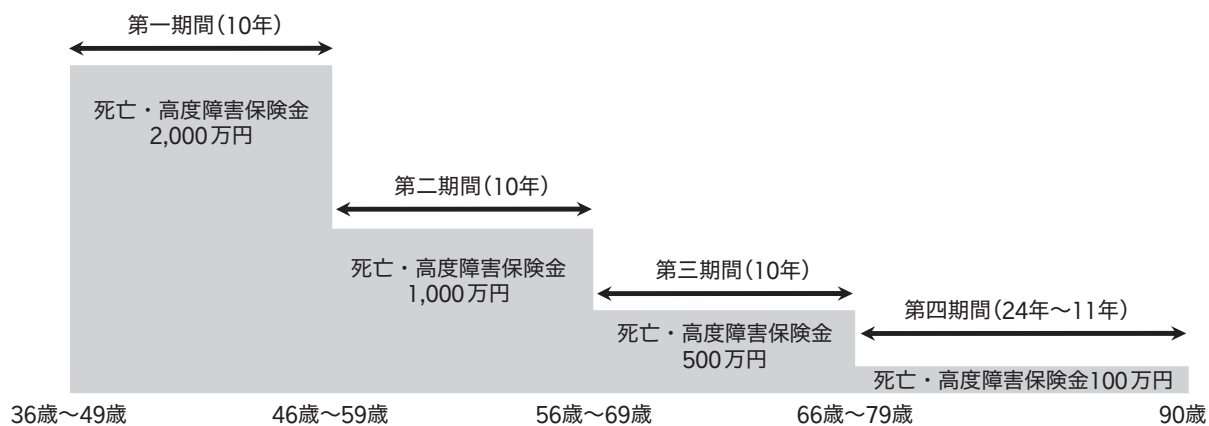 第一期間(10年)
死亡・高度障害保険金
2,000万円
第二期間(10年)
死亡・高度障害保険金
1,000万円
第三期間(10年)
死亡・高度障害保険金
500万円
第四期間(24年〜11年)
死亡・高度障害保険金100万円
36歳〜49歳
46歳〜59歳
56歳〜69歳
66歳〜79歳
90歳